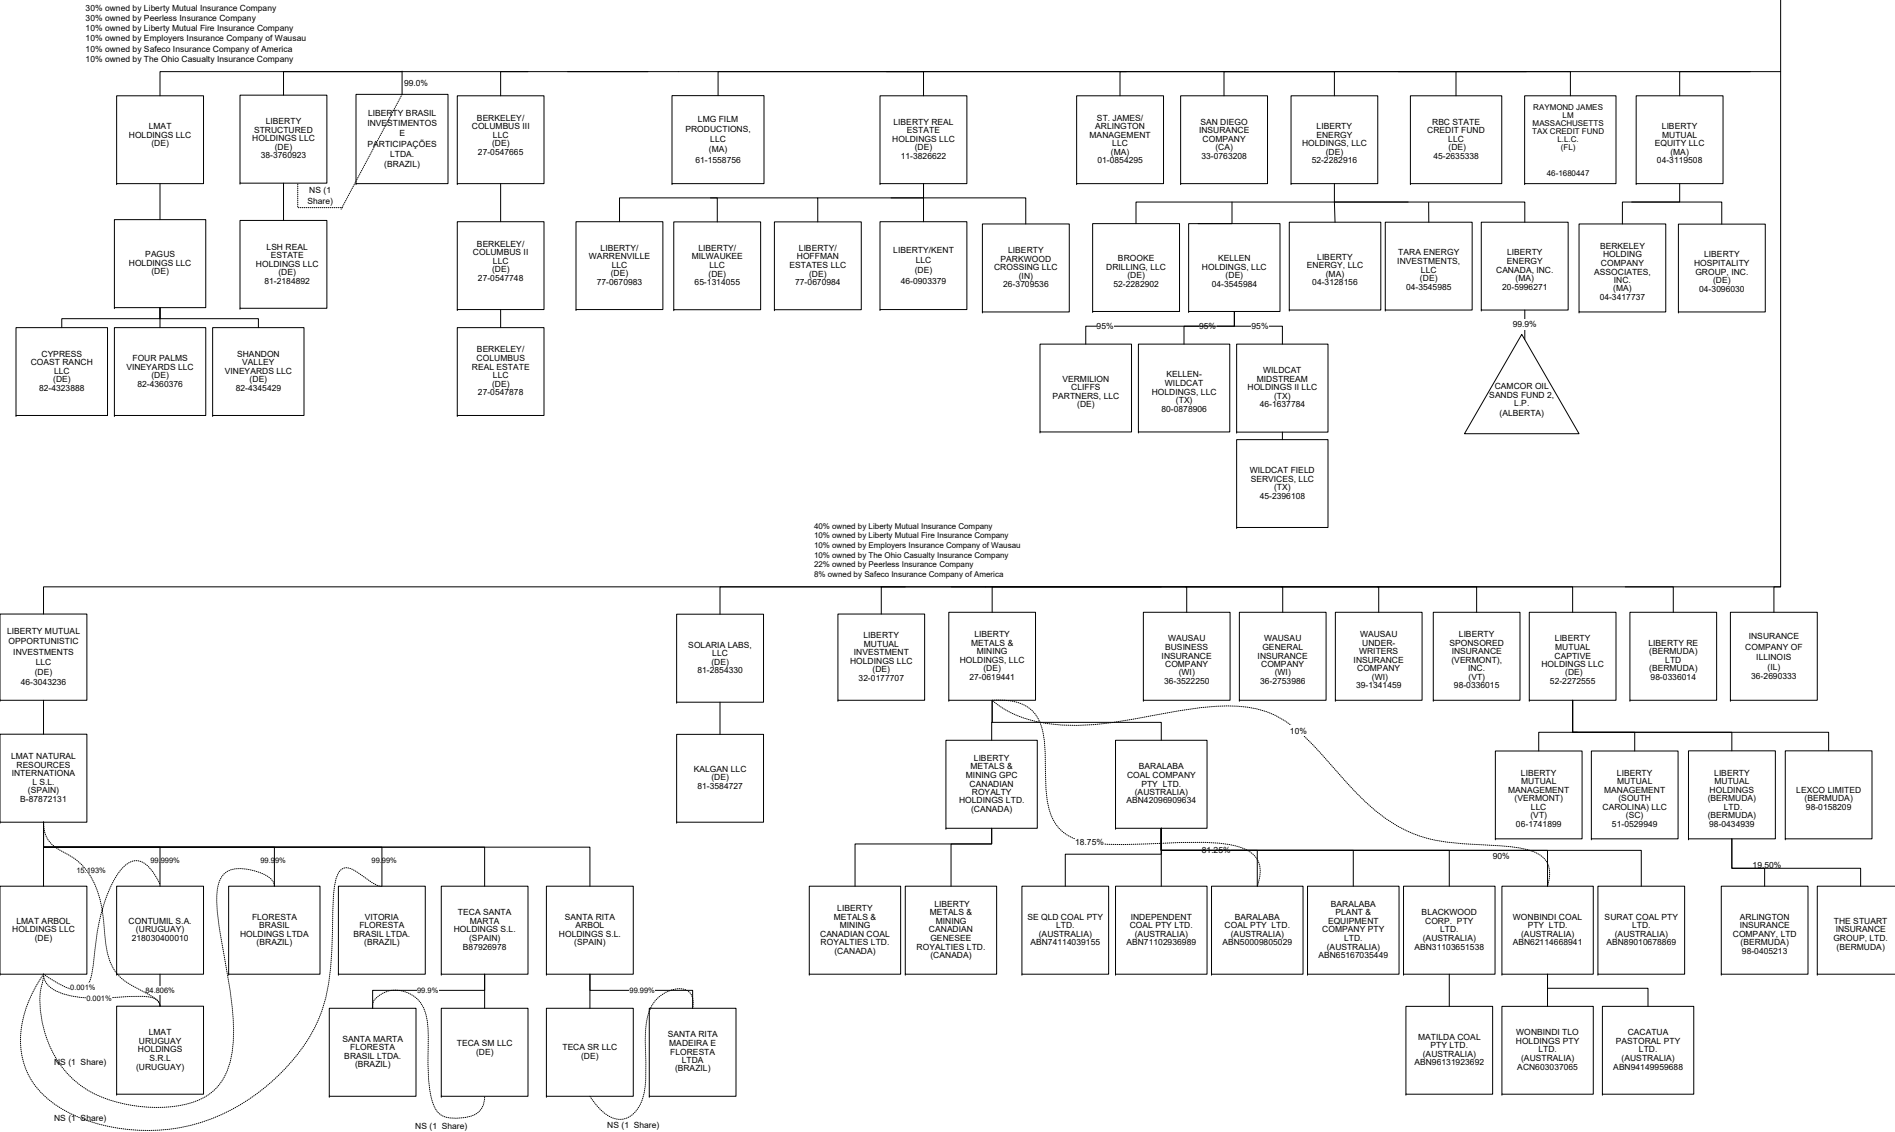 30% owned by Liberty Mutual Insurance Company
30% owned by Peerless Insurance Company
10% owned by Liberty Mutual Fire Insurance Company
10% owned by Employers Insurance Company of Wausau
10% owned by Safeco Insurance Company of America
10% owned by The Ohio Casualty Insurance Company
99.0%
LMAT
HOLDINGS LLC
(DE)
LIBERTY
STRUCTURED
HOLDINGS LLC
(DE)
38-3760923
LIBERTY BRASIL
INVESTIMENTOS
E
PARTICIPAÇÕES
LTDA.
(BRAZIL)
BERKELEY/
COLUMBUS III
LLC
(DE)
27-0547665
LMG FILM
PRODUCTIONS,
LLC
(MA)
61-1558756
LIBERTY REAL
ESTATE
HOLDINGS LLC
(DE)
11-3826622
ST. JAMES/
ARLINGTON
MANAGEMENT
LLC
(MA)
01-0854295
SAN DIEGO
INSURANCE
COMPANY
(CA)
33-0763208
LIBERTY
ENERGY
HOLDINGS, LLC
(DE)
52-2282916
RBC STATE
CREDIT FUND
LLC
(DE)
45-2635338
RAYMOND JAMES
LM
MASSACHUSETTS
TAX CREDIT FUND
L.L.C.
(FL)
46-1680447
LIBERTY
MUTUAL
EQUITY LLC
(MA)
04-3119508
NS (1
Share)
PAGUS
HOLDINGS LLC
(DE)
LSH REAL
ESTATE
HOLDINGS LLC
(DE)
81-2184892
BERKELEY/
COLUMBUS II
LLC
(DE)
27-0547748
LIBERTY/
WARRENVILLE
LLC
(DE)
77-0670983
LIBERTY/
MILWAUKEE
LLC
(DE)
65-1314055
LIBERTY/
HOFFMAN
ESTATES LLC
(DE)
77-0670984
LIBERTY/KENT
LLC
(DE)
46-0903379
LIBERTY
PARKWOOD
CROSSING LLC
(IN)
26-3709536
BROOKE
DRILLING, LLC
(DE)
52-2282902
KELLEN
HOLDINGS, LLC
(DE)
04-3545984
LIBERTY
ENERGY, LLC
(MA)
04-3128156
TARA ENERGY
INVESTMENTS,
LLC
(DE)
04-3545985
LIBERTY
ENERGY
CANADA, INC.
(MA)
20-5996271
BERKELEY
HOLDING
COMPANY
ASSOCIATES,
INC.
(MA)
04-3417737
LIBERTY
HOSPITALITY
GROUP, INC.
(DE)
04-3096030
CYPRESS
COAST RANCH
LLC
(DE)
82-4323888
FOUR PALMS
VINEYARDS LLC
(DE)
82-4360376
SHANDON
VALLEY
VINEYARDS LLC
(DE)
82-4345429
BERKELEY/
COLUMBUS
REAL ESTATE
LLC
(DE)
27-0547878
95%
95%
95%
99.9%
VERMILION
CLIFFS
PARTNERS, LLC
(DE)
KELLEN-
WILDCAT
HOLDINGS, LLC
(TX)
80-0878906
WILDCAT
MIDSTREAM
HOLDINGS II LLC
(TX)
46-1637784
CAMCOR OIL
SANDS FUND 2,
L.P.
(ALBERTA)
WILDCAT FIELD
SERVICES, LLC
(TX)
45-2396108
40% owned by Liberty Mutual Insurance Company
10% owned by Liberty Mutual Fire Insurance Company
10% owned by Employers Insurance Company of Wausau
10% owned by The Ohio Casualty Insurance Company
22% owned by Peerless Insurance Company
8% owned by Safeco Insurance Company of America
LIBERTY MUTUAL
OPPORTUNISTIC
INVESTMENTS
LLC
(DE)
46-3043236
SOLARIA LABS,
LLC
(DE)
81-2854330
LIBERTY
MUTUAL
INVESTMENT
HOLDINGS LLC
(DE)
32-0177707
LIBERTY
METALS &
MINING
HOLDINGS, LLC
(DE)
27-0619441
WAUSAU
BUSINESS
INSURANCE
COMPANY
(WI)
36-3522250
WAUSAU
GENERAL
INSURANCE
COMPANY
(WI)
36-2753986
WAUSAU
UNDER-
WRITERS
INSURANCE
COMPANY
(WI)
39-1341459
LIBERTY
SPONSORED
INSURANCE
(VERMONT),
INC.
(VT)
98-0336015
LIBERTY
MUTUAL
CAPTIVE
HOLDINGS LLC
(DE)
52-2272555
LIBERTY RE
(BERMUDA)
LTD
(BERMUDA)
98-0336014
INSURANCE
COMPANY OF
ILLINOIS
(IL)
36-2690333
10%
LMAT NATURAL
RESOURCES
INTERNATIONA
L S.L.
(SPAIN)
B-87872131
KALGAN LLC
(DE)
81-3584727
LIBERTY
METALS &
MINING GPC
CANADIAN
ROYALTY
HOLDINGS LTD.
(CANADA)
BARALABA
COAL COMPANY
PTY LTD.
(AUSTRALIA)
ABN42096909634
LIBERTY
MUTUAL
MANAGEMENT
(VERMONT)
LLC
(VT)
06-1741899
LIBERTY
MUTUAL
MANAGEMENT
(SOUTH
CAROLINA) LLC
(SC)
51-0529949
LIBERTY
MUTUAL
HOLDINGS
(BERMUDA)
LTD.
(BERMUDA)
98-0434939
LEXCO LIMITED
(BERMUDA)
98-0158209
15.193%
99.999%
99.99%
99.99%
18.75%
81.25%
90%
19.50%
LMAT ARBOL
HOLDINGS LLC
(DE)
CONTUMIL S.A.
(URUGUAY)
218030400010
FLORESTA
BRASIL
HOLDINGS LTDA
(BRAZIL)
VITORIA
FLORESTA
BRASIL LTDA.
(BRAZIL)
TECA SANTA
MARTA
HOLDINGS S.L.
(SPAIN)
B87926978
SANTA RITA
ARBOL
HOLDINGS S.L.
(SPAIN)
LIBERTY
METALS &
MINING
CANADIAN COAL
ROYALTIES LTD.
(CANADA)
LIBERTY
METALS &
MINING
CANADIAN
GENESEE
ROYALTIES LTD.
(CANADA)
SE QLD COAL PTY
LTD.
(AUSTRALIA)
ABN74114039155
INDEPENDENT
COAL PTY LTD.
(AUSTRALIA)
ABN71102936989
BARALABA
COAL PTY LTD.
(AUSTRALIA)
ABN50009805029
BARALABA
PLANT &
EQUIPMENT
COMPANY PTY
LTD.
(AUSTRALIA)
ABN65167035449
BLACKWOOD
CORP. PTY
LTD.
(AUSTRALIA)
ABN31103651538
WONBINDI COAL
PTY LTD.
(AUSTRALIA)
ABN62114668941
SURAT COAL PTY
LTD.
(AUSTRALIA)
ABN89010678869
ARLINGTON
INSURANCE
COMPANY, LTD
(BERMUDA)
98-0405213
THE STUART
INSURANCE
GROUP, LTD.
(BERMUDA)
0.001%
0.001%
84.806%
99.9%
99.99%
LMAT
URUGUAY
HOLDINGS
S.R.L
(URUGUAY)
SANTA MARTA
FLORESTA
BRASIL LTDA.
(BRAZIL)
TECA SM LLC
(DE)
TECA SR LLC
(DE)
SANTA RITA
MADEIRA E
FLORESTA
LTDA
(BRAZIL)
MATILDA COAL
PTY LTD.
(AUSTRALIA)
ABN96131923692
WONBINDI TLO
HOLDINGS PTY
LTD.
(AUSTRALIA)
ACN603037065
CACATUA
PASTORAL PTY
LTD.
(AUSTRALIA)
ABN94149959688
NS (1 Share)
NS (1 Share)
NS (1 Share)
NS (1 Share)